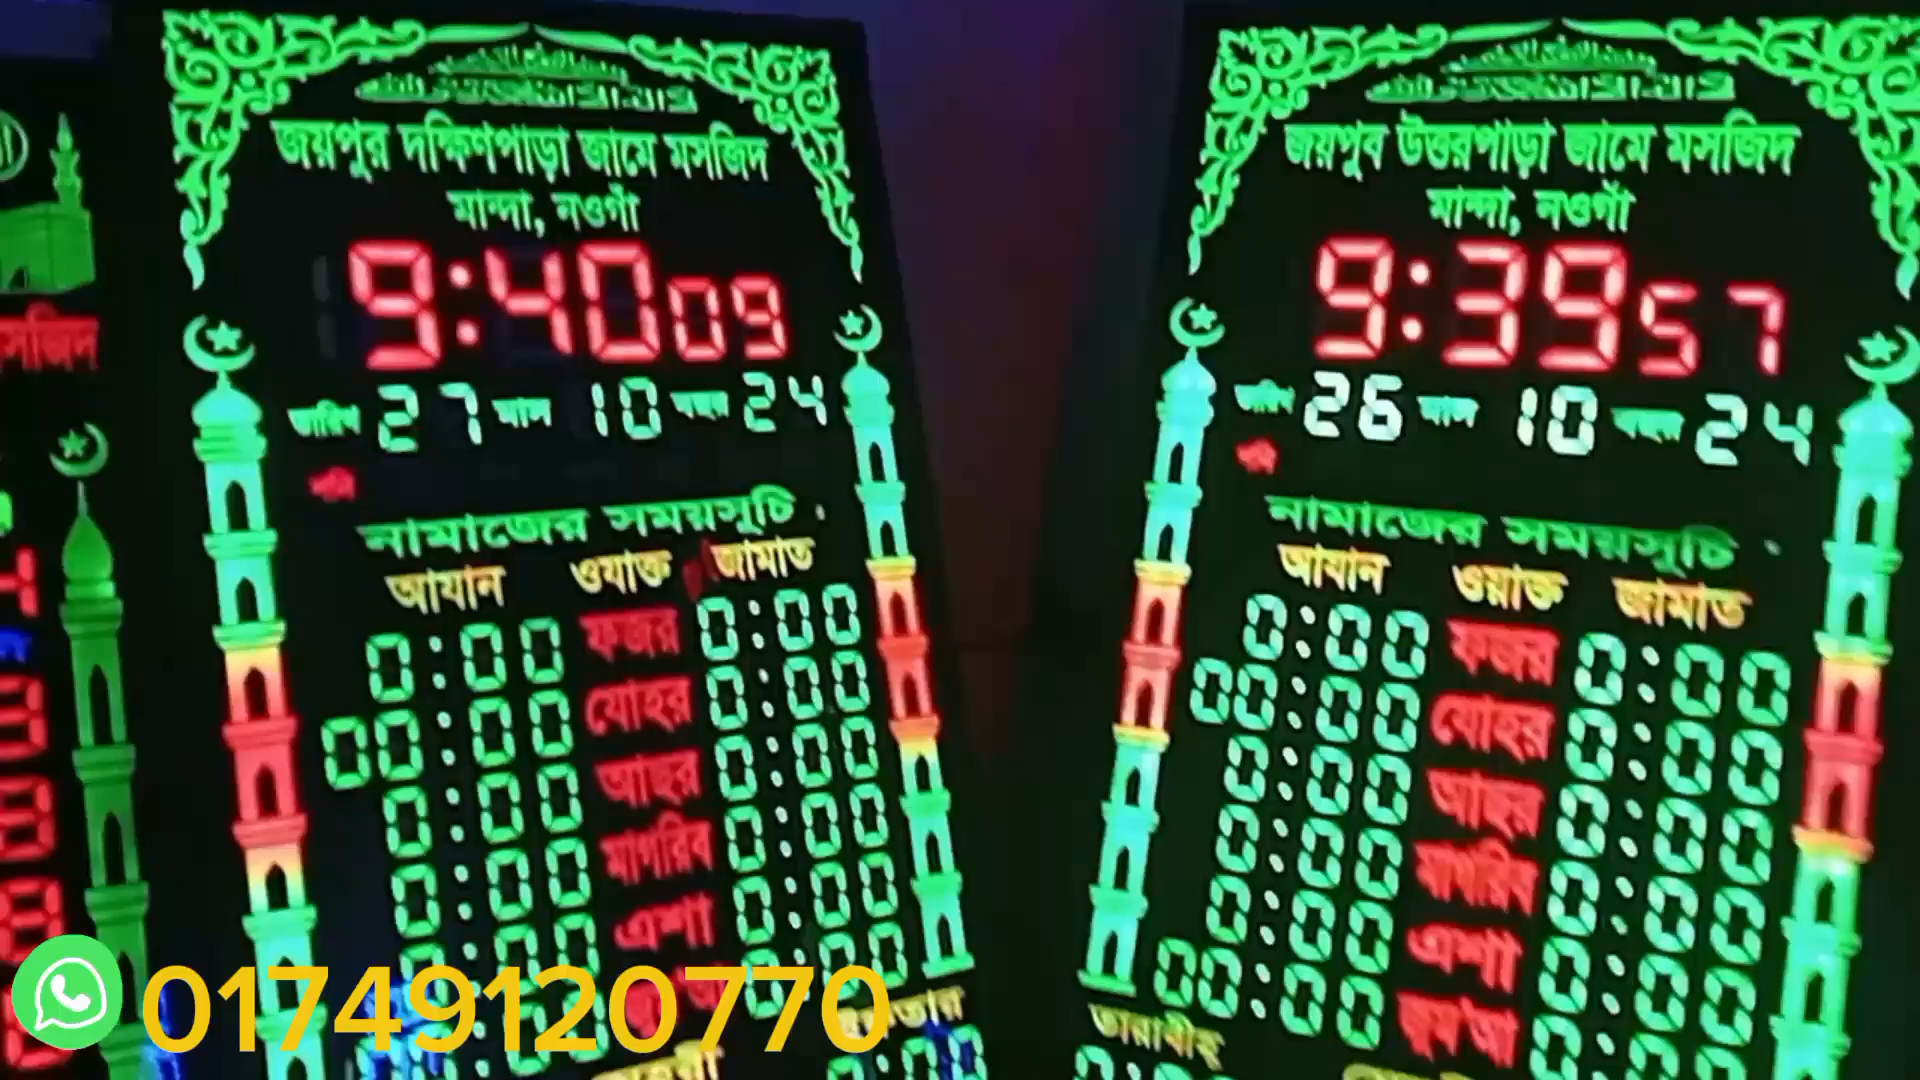 জয়পুর দক্ষিণপাড়া জামে মসজিদ
মান্দা, নওগাঁ
9:40 09
তারিখ 27 মাস 10 বছর 24
শনি
নামাজের সময়সূচি
আযান ওয়াক্ত জামাত
0:00 ফজর 0:00
00:00 যোহর 0:00
0:00 আছর 0:00
0:00 মাগরিব 0:00
0:00 এশা 0:00
জয়পুব উত্তরপাড়া জামে মসজিদ
মান্দা, নওগাঁ
9:39 57
তারিখ 26 মাস 10 বছর 24
শনি
নামাজের সময়সূচি
আযান ওয়াক্ত জামাত
0:00 ফজর 0:00
00:00 যোহর 0:00
0:00 আছর 0:00
0:00 মাগরিব 0:00
0:00 এশা 0:00
00:00 জুম'আ 0:00
তারাবীহ্
01749120770